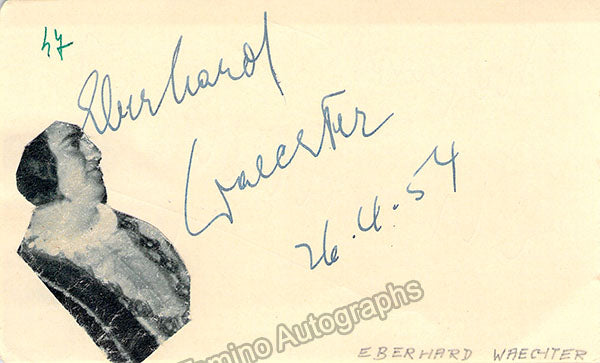 47
Eberhard
Waechter
26.4.54
Tamino Autographs
EBERHARD WAECHTER